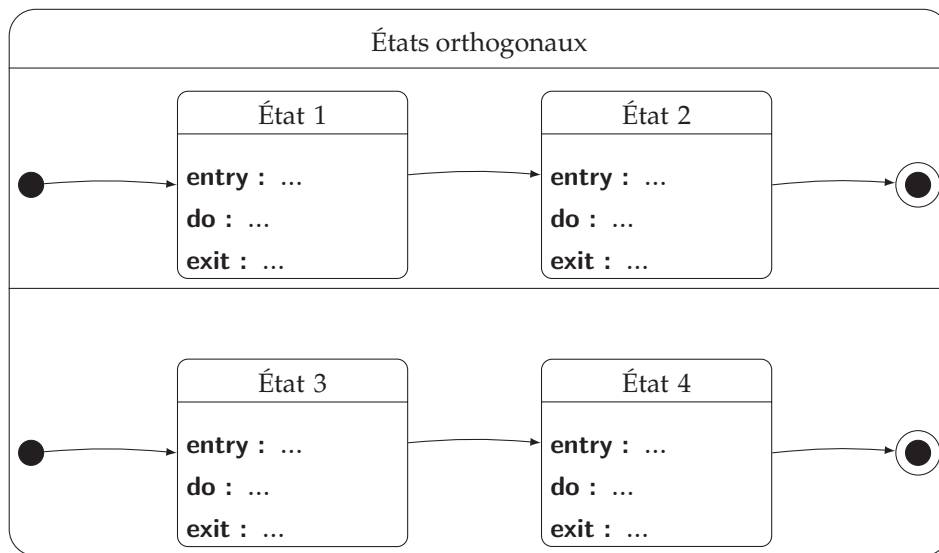 États orthogonaux
État 1
entry : ...
do : ...
exit : ...
État 2
entry : ...
do : ...
exit : ...
État 3
entry : ...
do : ...
exit : ...
État 4
entry : ...
do : ...
exit : ...